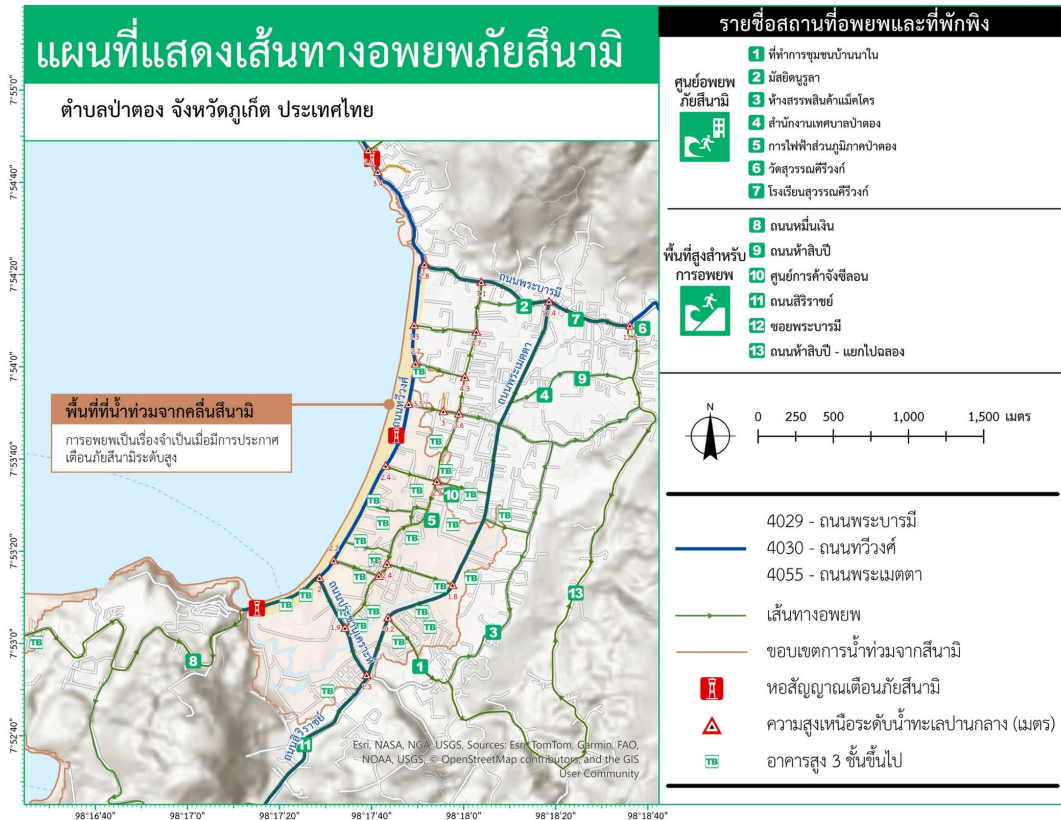 แผนที่แสดงเส้นทางอพยพภัยสึนามิ
ตำบลป่าตอง จังหวัดภูเก็ต ประเทศไทย
รายชื่อสถานที่อพยพและที่พักพิง
ศูนย์อพยพ
ภัยสึนามิ
1 ที่ทำการชุมชนบ้านนาใน
2 มัสยิดนูรูลา
3 ห้างสรรพสินค้าแม็คโคร
4 สำนักงานเทศบาลป่าตอง
5 การไฟฟ้าส่วนภูมิภาคป่าตอง
6 วัดสุวรรณคีรีวงก์
7 โรงเรียนสุวรรณคีรีวงก์
พื้นที่สูงสำหรับ
การอพยพ
8 ถนนหมื่นเงิน
9 ถนนห้าสิบปี
10 ศูนย์การค้าจังซีลอน
11 ถนนสิริราชย์
12 ซอยพระบารมี
13 ถนนห้าสิบปี - แยกไปฉลอง
N
0 250 500 1,000 1,500 เมตร
4029 - ถนนพระบารมี
4030 - ถนนทวีวงศ์
4055 - ถนนพระเมตตา
เส้นทางอพยพ
ขอบเขตการน้ำท่วมจากสึนามิ
หอสัญญาณเตือนภัยสึนามิ
ความสูงเหนือระดับน้ำทะเลปานกลาง (เมตร)
TB อาคารสูง 3 ชั้นขึ้นไป
พื้นที่ที่น้ำท่วมจากคลื่นสึนามิ
การอพยพเป็นเรื่องจำเป็นเมื่อมีการประกาศ
เตือนภัยสึนามิระดับสูง
ถนนพระบารมี
ถนนพระเมตตา
ถนนทวีวงศ์
ถนนสิริราชย์
3.4
2.8
2
7
6
4
9
3.5
3
3.6
4.3
2.4
10
5
1.8
13
3
1.9
1
8
1.3
11
Esri, NASA, NGA, USGS, Sources: Esri, TomTom, Garmin, FAO,
NOAA, USGS, © OpenStreetMap contributors, and the GIS
User Community
7°55'0"
7°54'40"
7°54'20"
7°54'0"
7°53'40"
7°53'20"
7°53'0"
7°52'40"
98°16'40" 98°17'0" 98°17'20" 98°17'40" 98°18'0" 98°18'20" 98°18'40"